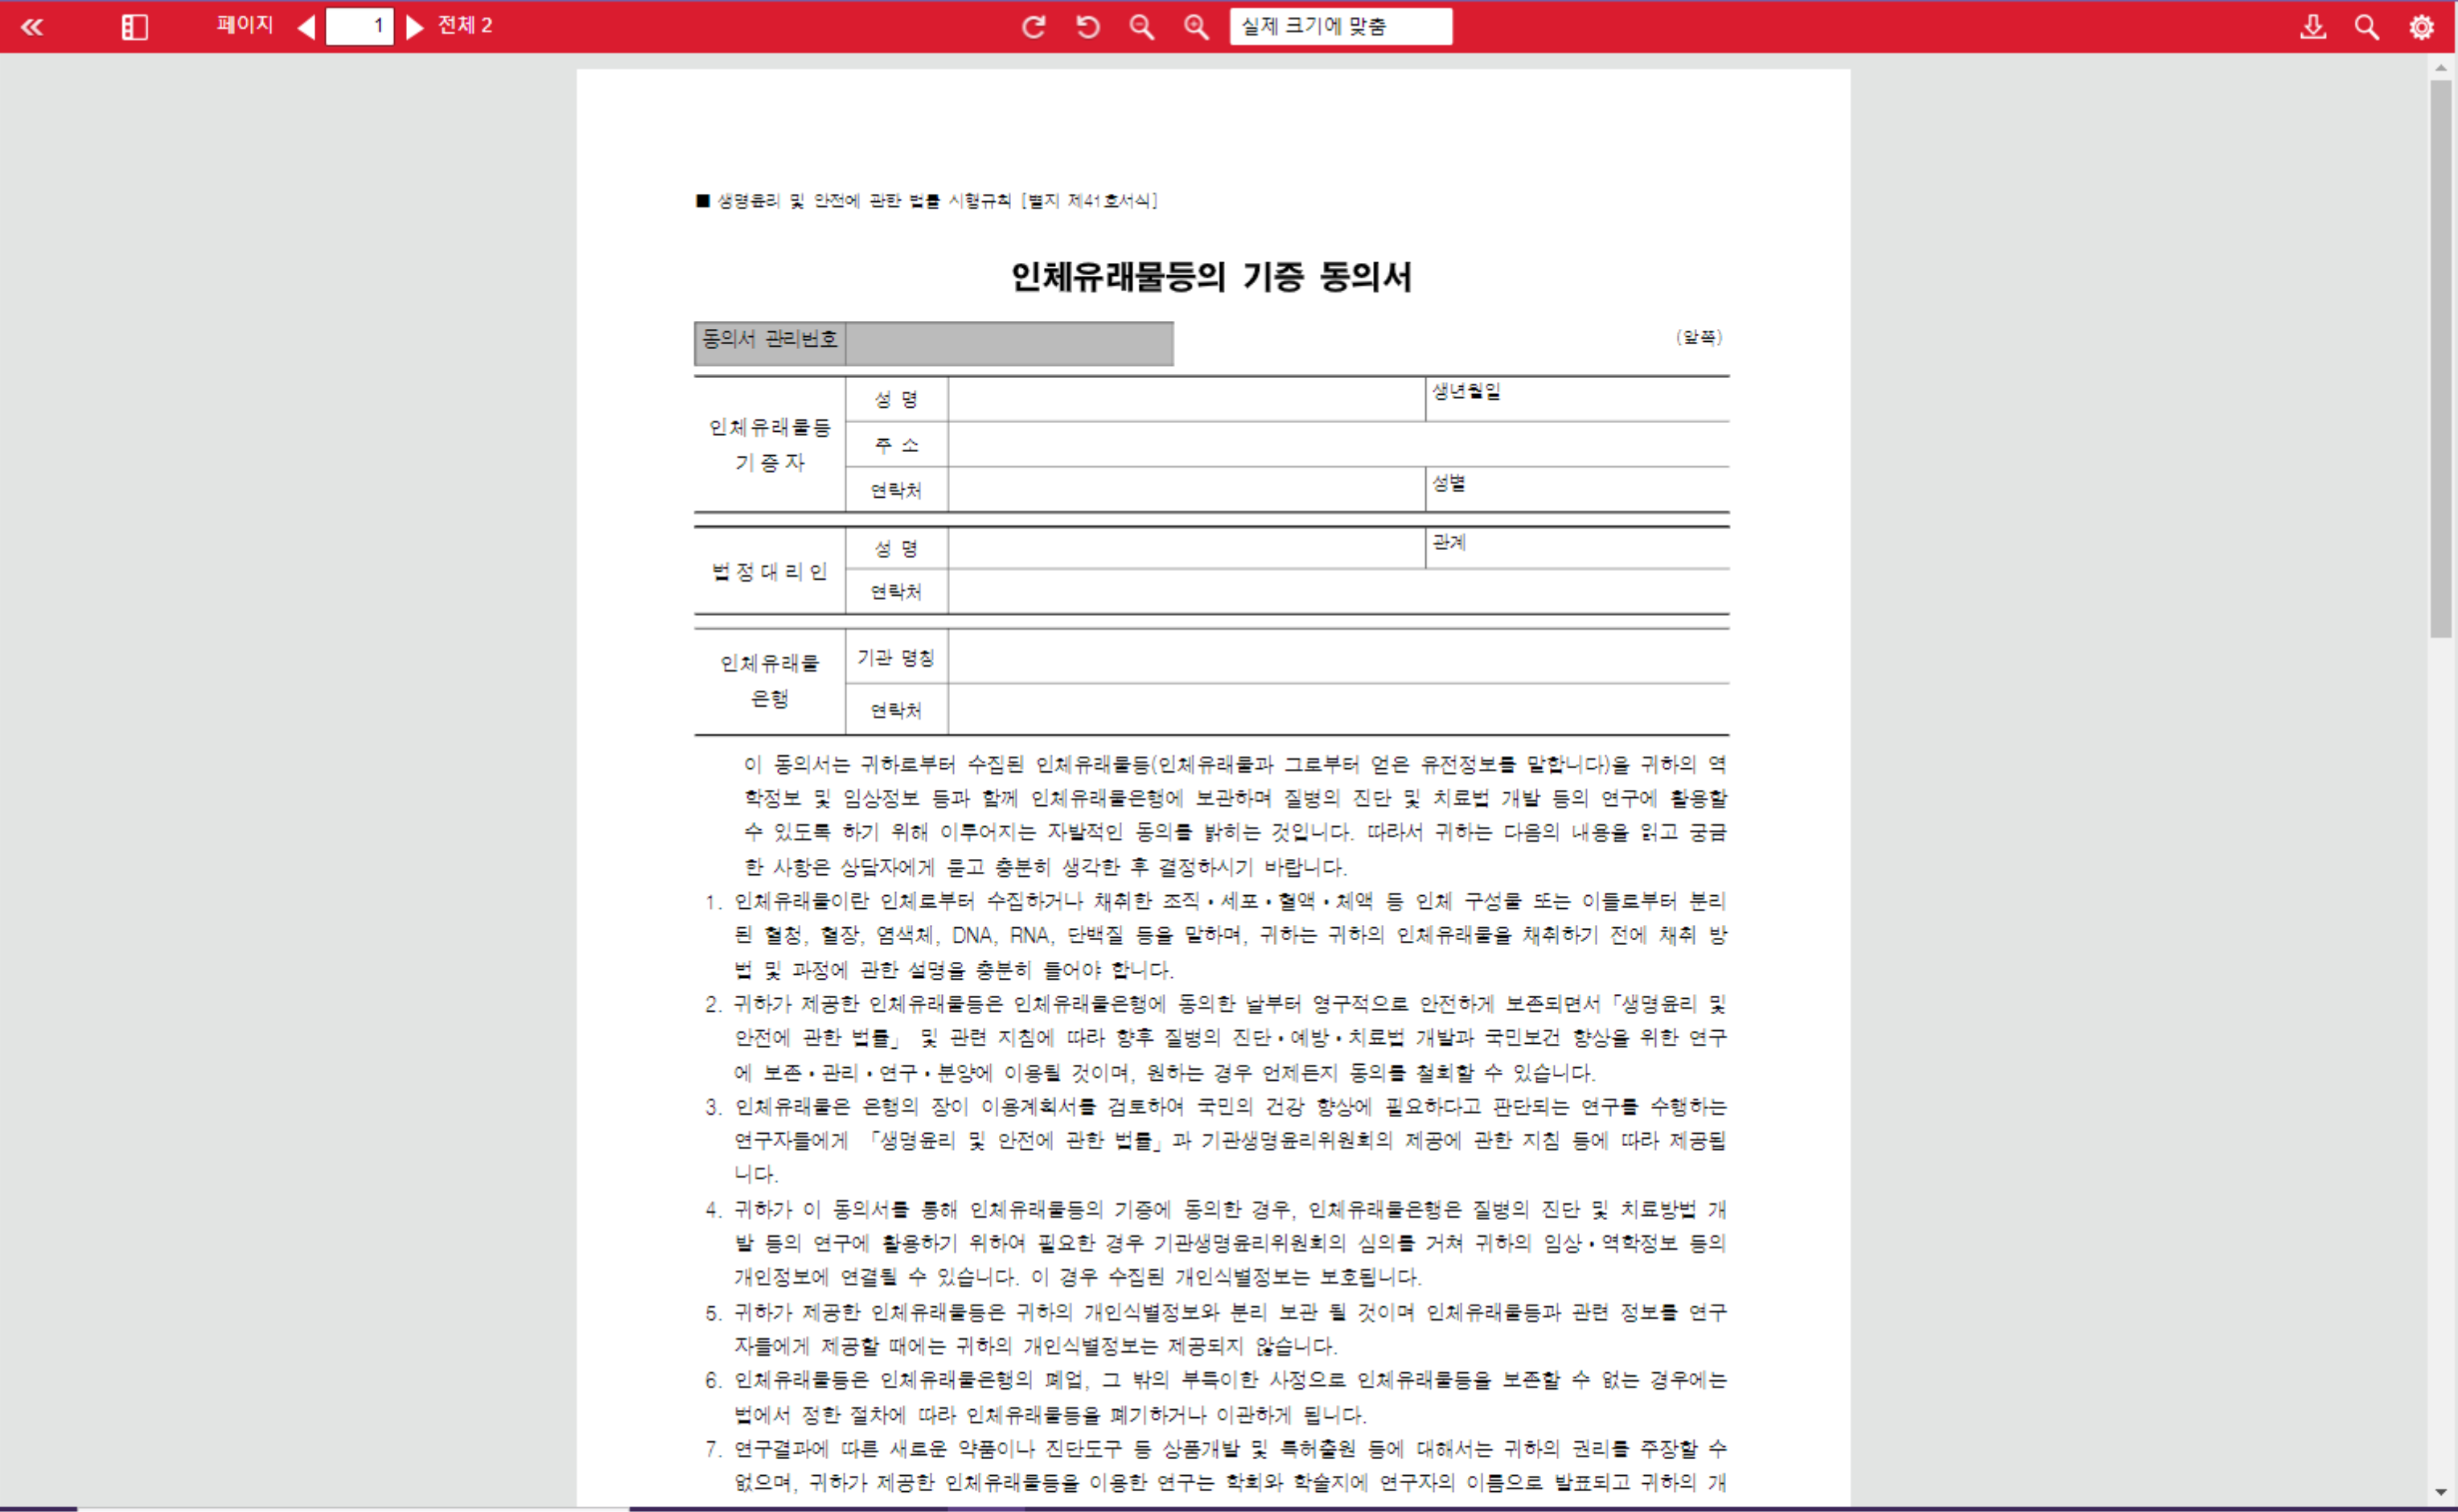 페이지 1 전체 2 실제 크기에 맞춤
■ 생명윤리 및 안전에 관한 법률 시행규칙 [별지 제41호서식]
인체유래물등의 기증 동의서
동의서 관리번호 (앞쪽)
인체유래물등
기 증 자
성 명 생년월일
주 소
연락처 성별
법 정 대 리 인
성 명 관계
연락처
인체유래물
은행
기관 명칭
연락처
이 동의서는 귀하로부터 수집된 인체유래물등(인체유래물과 그로부터 얻은 유전정보를 말합니다)을 귀하의 역
학정보 및 임상정보 등과 함께 인체유래물은행에 보관하며 질병의 진단 및 치료법 개발 등의 연구에 활용할
수 있도록 하기 위해 이루어지는 자발적인 동의를 밝히는 것입니다. 따라서 귀하는 다음의 내용을 읽고 궁금
한 사항은 상담자에게 묻고 충분히 생각한 후 결정하시기 바랍니다.
1. 인체유래물이란 인체로부터 수집하거나 채취한 조직·세포·혈액·체액 등 인체 구성물 또는 이들로부터 분리
된 혈청, 혈장, 염색체, DNA, RNA, 단백질 등을 말하며, 귀하는 귀하의 인체유래물을 채취하기 전에 채취 방
법 및 과정에 관한 설명을 충분히 들어야 합니다.
2. 귀하가 제공한 인체유래물등은 인체유래물은행에 동의한 날부터 영구적으로 안전하게 보존되면서「생명윤리 및
안전에 관한 법률」 및 관련 지침에 따라 향후 질병의 진단·예방·치료법 개발과 국민보건 향상을 위한 연구
에 보존·관리·연구·분양에 이용될 것이며, 원하는 경우 언제든지 동의를 철회할 수 있습니다.
3. 인체유래물은 은행의 장이 이용계획서를 검토하여 국민의 건강 향상에 필요하다고 판단되는 연구를 수행하는
연구자들에게 「생명윤리 및 안전에 관한 법률」과 기관생명윤리위원회의 제공에 관한 지침 등에 따라 제공됩
니다.
4. 귀하가 이 동의서를 통해 인체유래물등의 기증에 동의한 경우, 인체유래물은행은 질병의 진단 및 치료방법 개
발 등의 연구에 활용하기 위하여 필요한 경우 기관생명윤리위원회의 심의를 거쳐 귀하의 임상·역학정보 등의
개인정보에 연결될 수 있습니다. 이 경우 수집된 개인식별정보는 보호됩니다.
5. 귀하가 제공한 인체유래물등은 귀하의 개인식별정보와 분리 보관 될 것이며 인체유래물등과 관련 정보를 연구
자들에게 제공할 때에는 귀하의 개인식별정보는 제공되지 않습니다.
6. 인체유래물등은 인체유래물은행의 폐업, 그 밖의 부득이한 사정으로 인체유래물등을 보존할 수 없는 경우에는
법에서 정한 절차에 따라 인체유래물등을 폐기하거나 이관하게 됩니다.
7. 연구결과에 따른 새로운 약품이나 진단도구 등 상품개발 및 특허출원 등에 대해서는 귀하의 권리를 주장할 수
없으며, 귀하가 제공한 인체유래물등을 이용한 연구는 학회와 학술지에 연구자의 이름으로 발표되고 귀하의 개